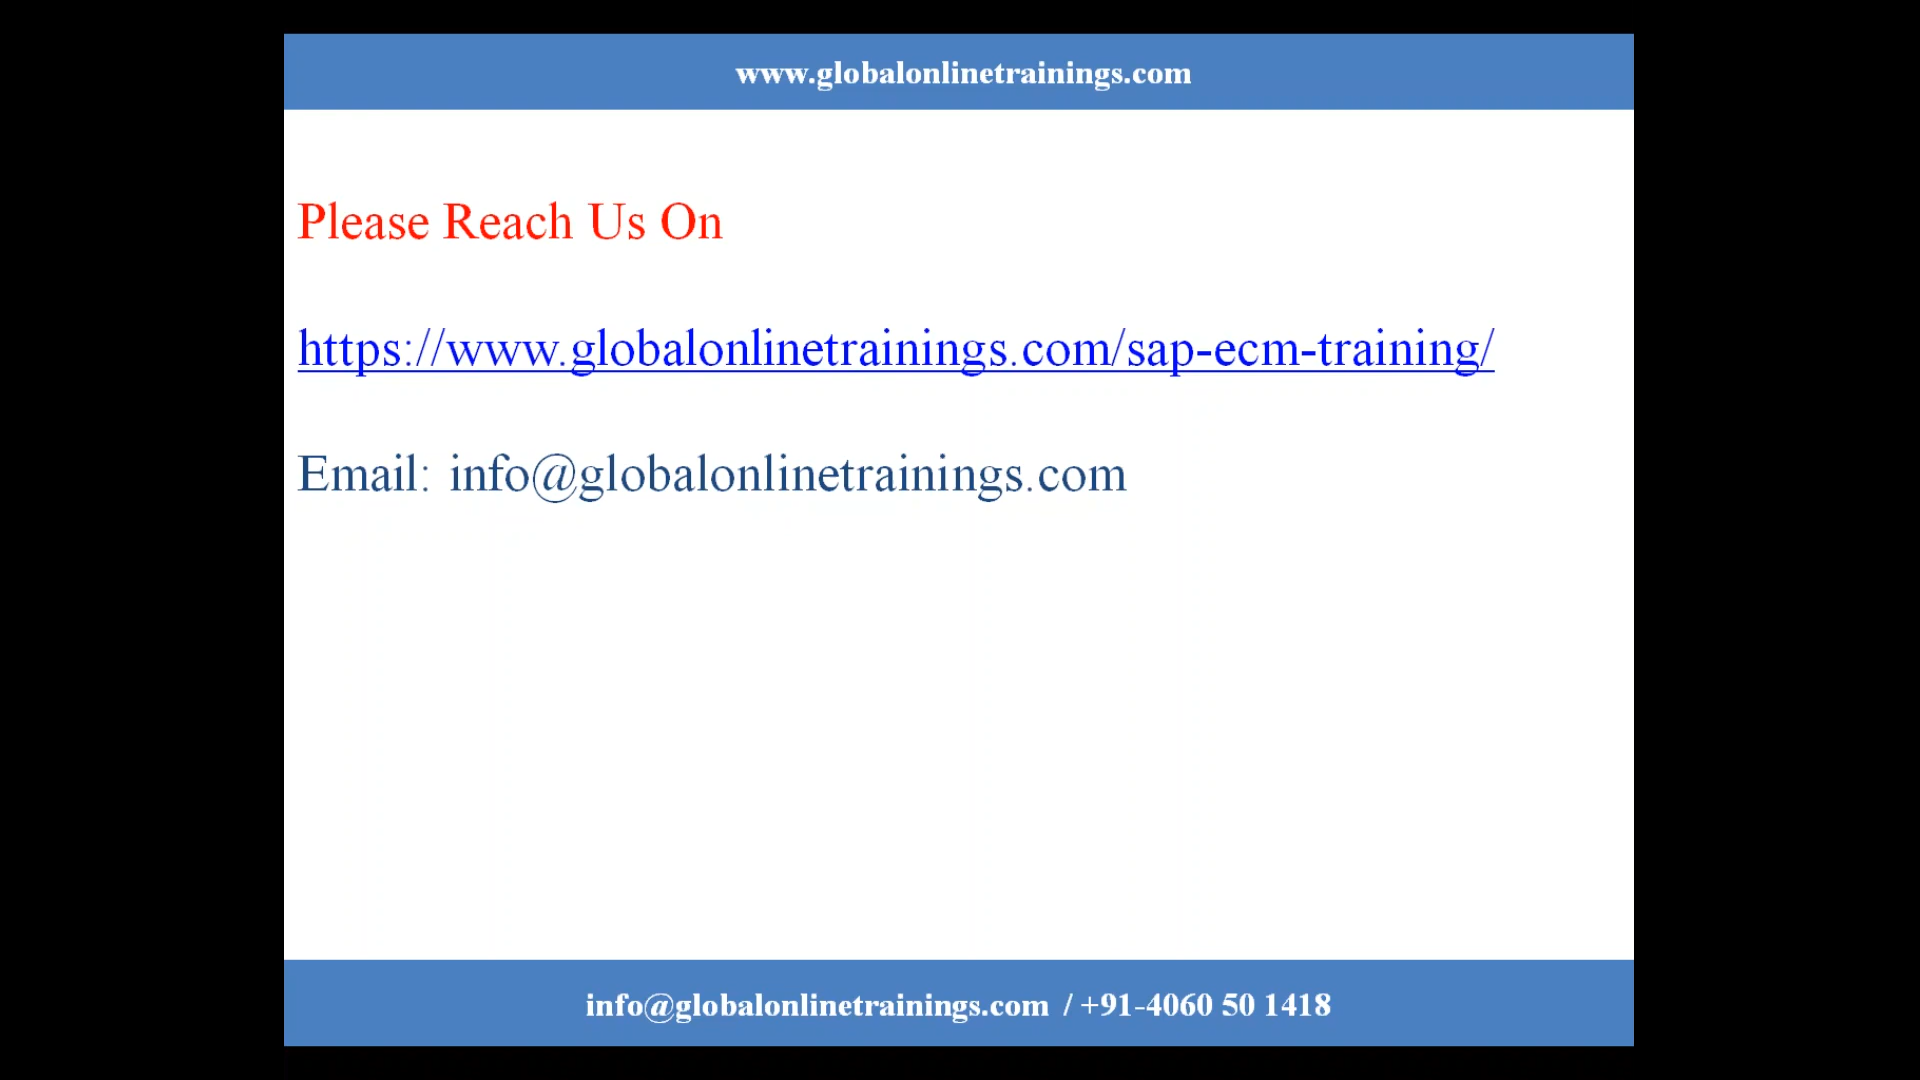 www.globalonlinetrainings.com
Please Reach Us On
https://www.globalonlinetrainings.com/sap-ecm-training/
Email: info@globalonlinetrainings.com
info@globalonlinetrainings.com / +91-4060 50 1418